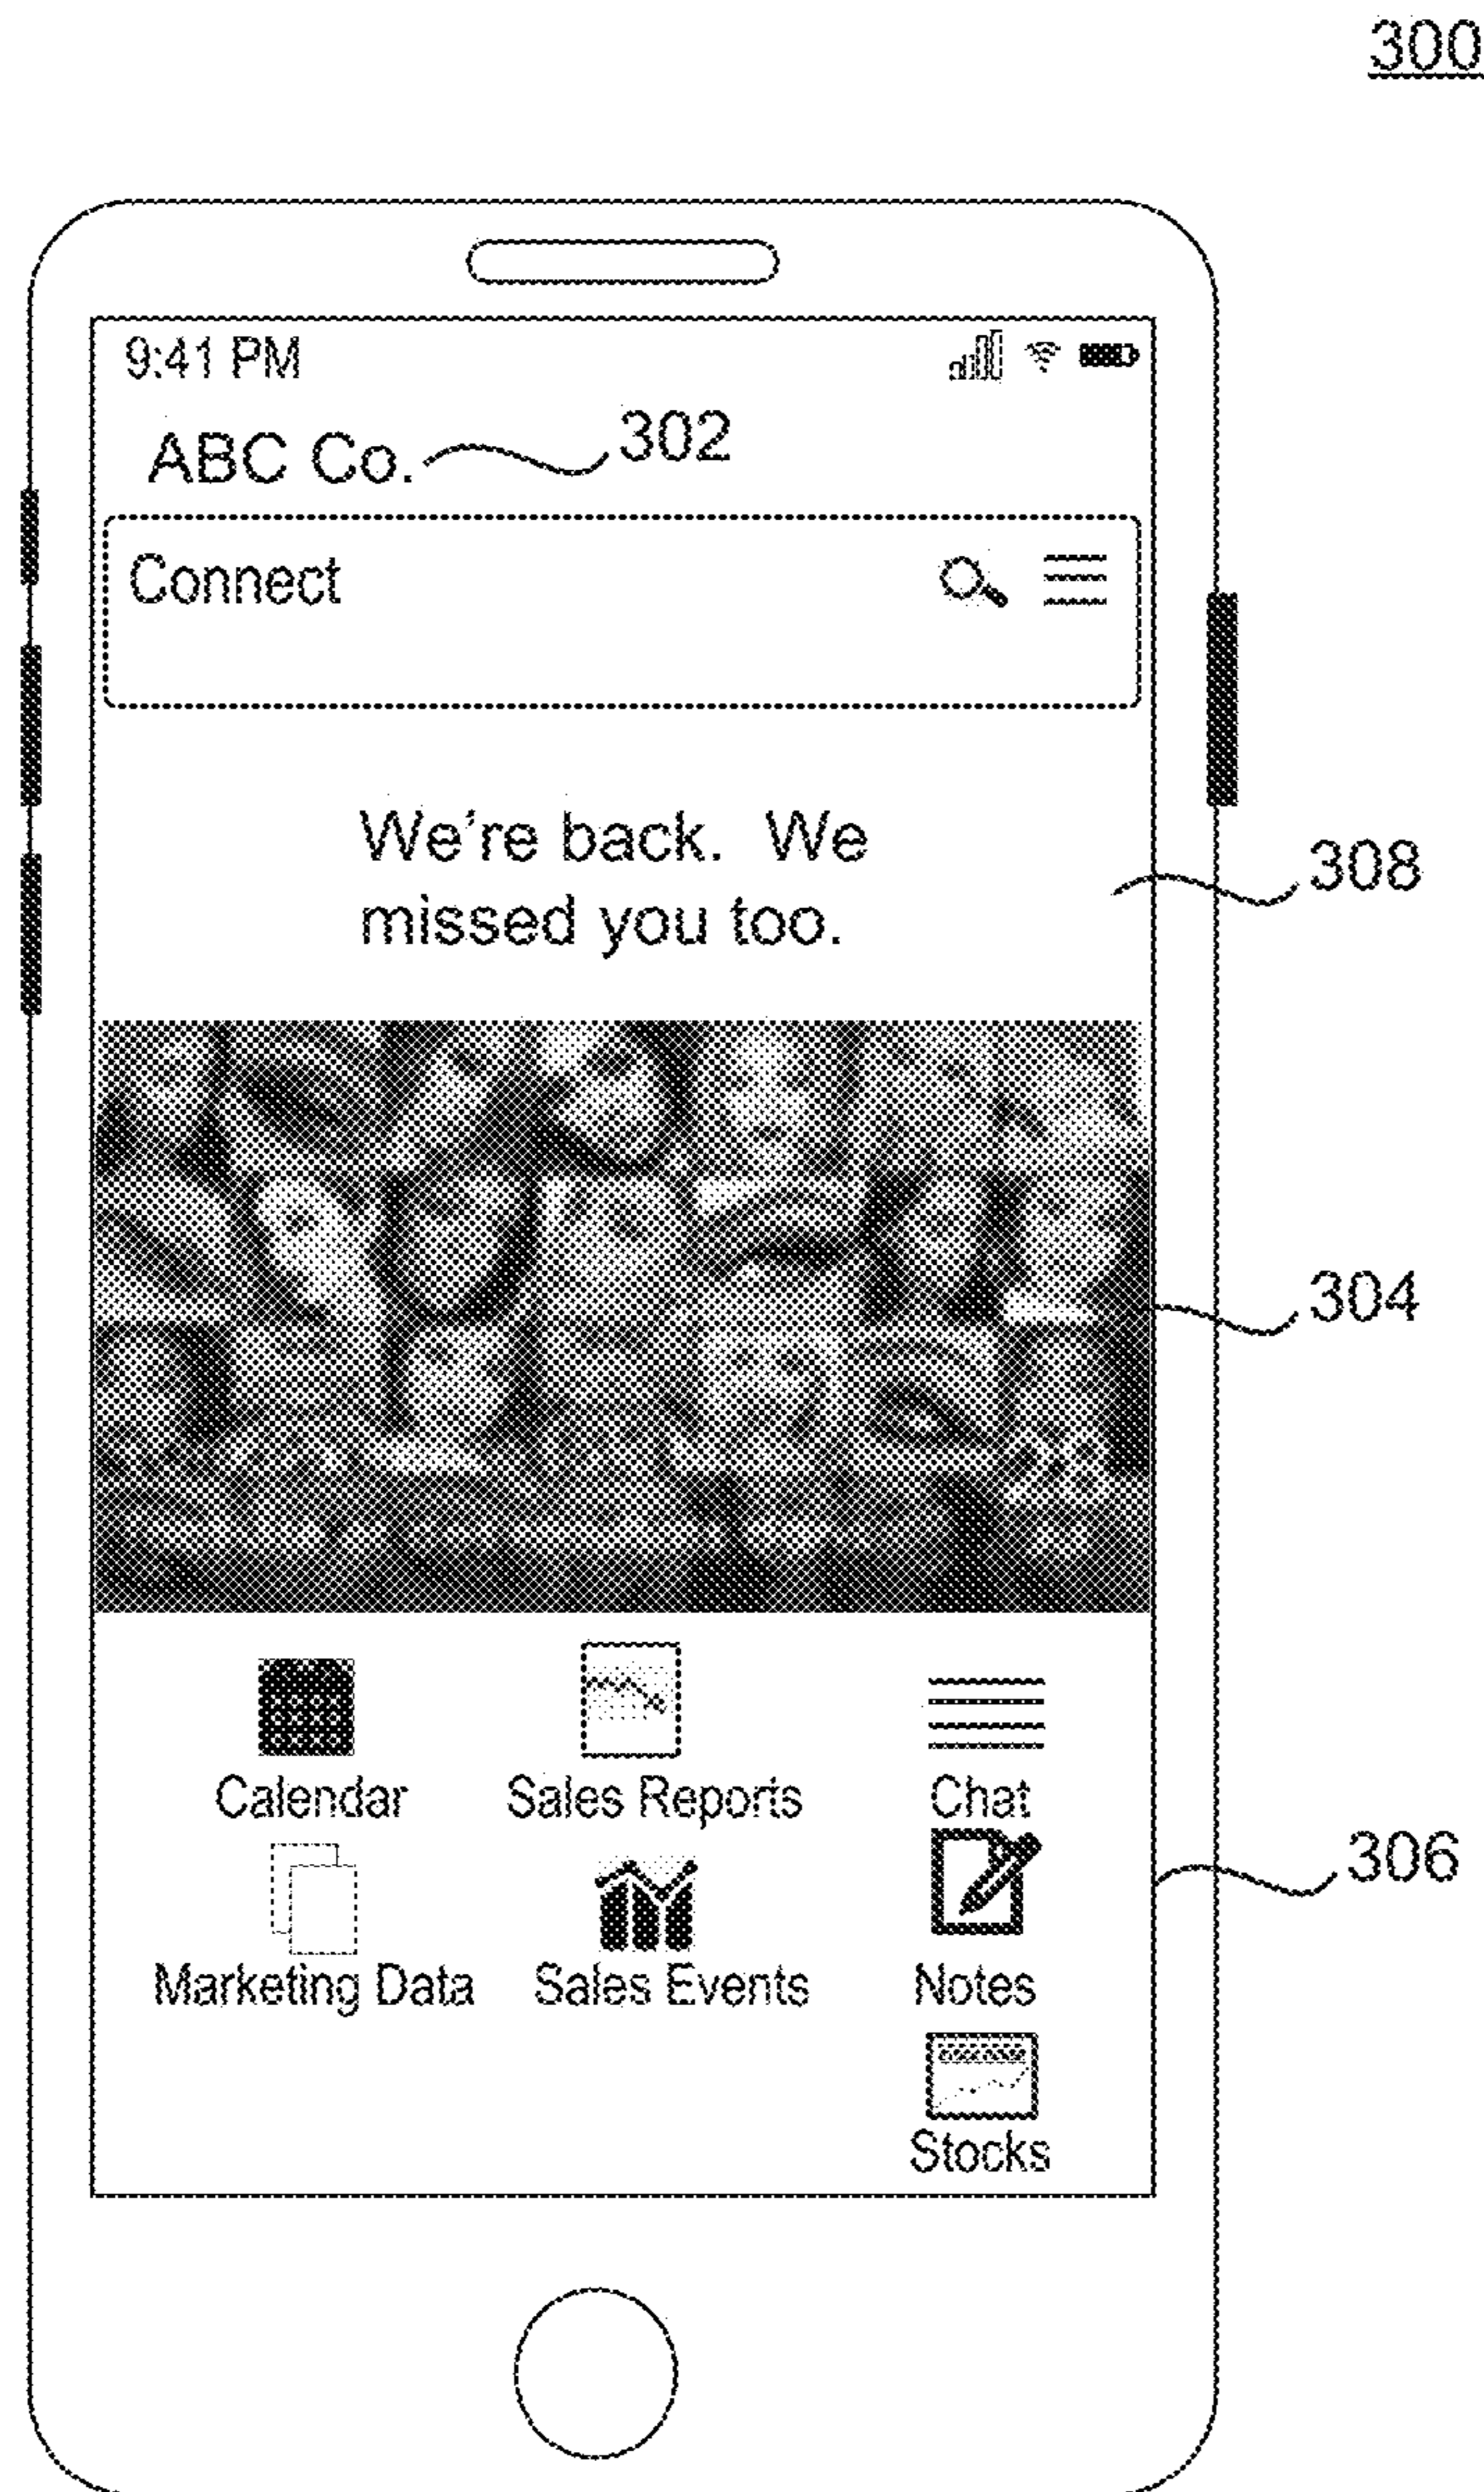 300
9:41 PM
ABC Co. 302
Connect
We're back.  We
missed you too.
308
304
Calendar Sales Reports Chat
306
Marketing Data Sales Events Notes
Stocks